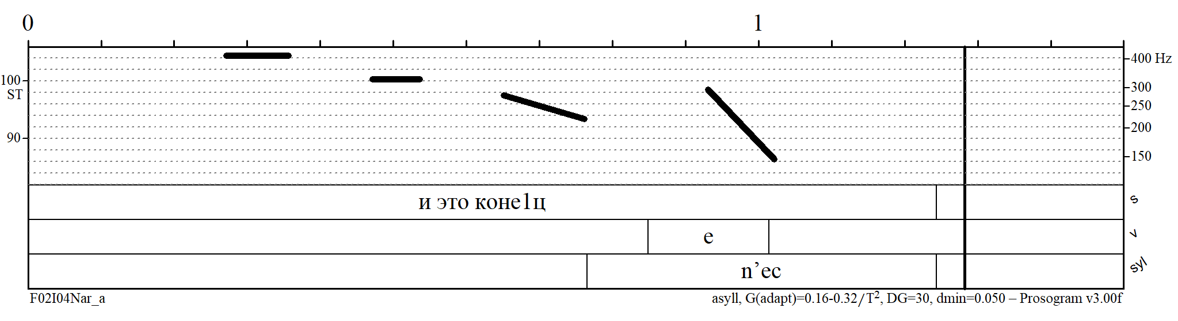 0 1
400 Hz
100
ST
300
250
200
90
150
и это коне1ц
s
e
v
n’ec
syl
F02I04Nar_a
asyll, G(adapt)=0.16-0.32/T², DG=30, dmin=0.050 – Prosogram v3.00f